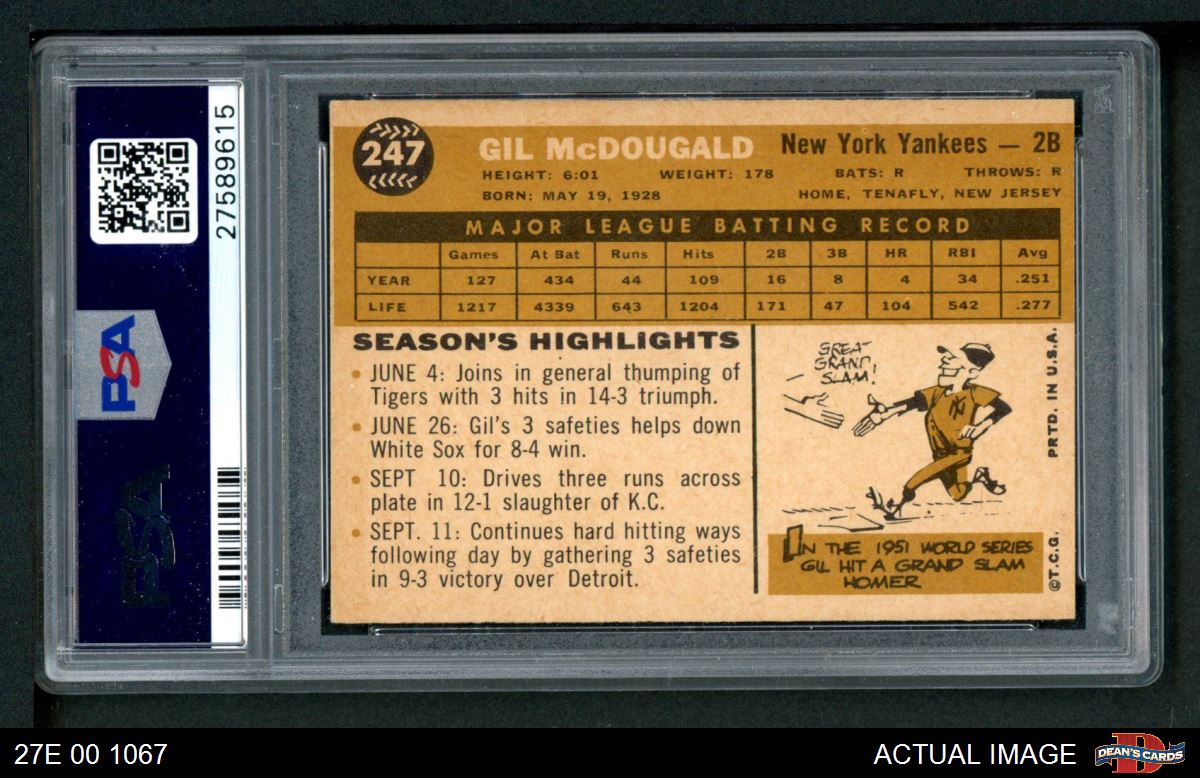 27589615
PSA
PSA
247
GIL McDOUGALD New York Yankees — 2B
HEIGHT: 6:01 WEIGHT: 178 BATS: R THROWS: R
BORN: MAY 19, 1928 HOME, TENAFLY, NEW JERSEY
MAJOR LEAGUE BATTING RECORD
Games At Bat Runs Hits 2B 3B HR RBI Avg
YEAR 127 434 44 109 16 8 4 34 .251
LIFE 1217 4339 643 1204 171 47 104 542 .277
SEASON'S HIGHLIGHTS
• JUNE 4: Joins in general thumping of
Tigers with 3 hits in 14-3 triumph.
• JUNE 26: Gil's 3 safeties helps down
White Sox for 8-4 win.
• SEPT 10: Drives three runs across
plate in 12-1 slaughter of K.C.
• SEPT. 11: Continues hard hitting ways
following day by gathering 3 safeties
in 9-3 victory over Detroit.
GREAT
GRAND
SLAM!
NY
IN THE 1951 WORLD SERIES
GIL HIT A GRAND SLAM
HOMER
©T.C.G. PRTD. IN U.S.A.
27E 00 1067 ACTUAL IMAGE DEAN'S CARDS